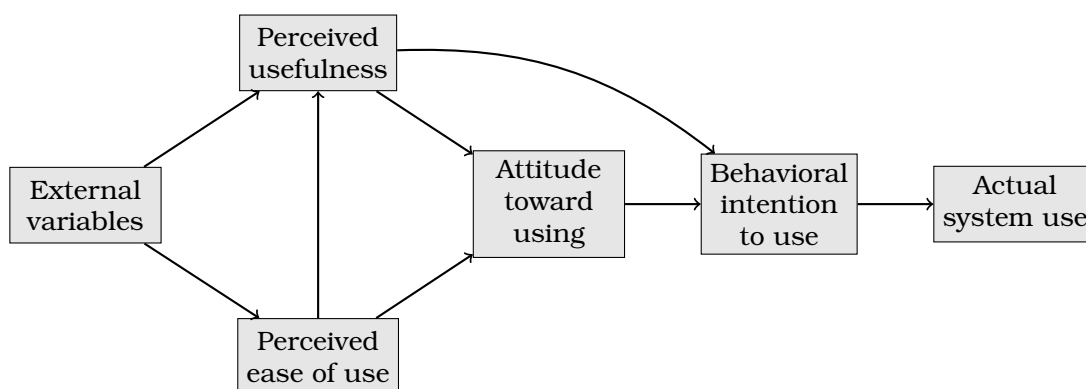 Perceived
usefulness
External
variables
Attitude
toward
using
Behavioral
intention
to use
Actual
system use
Perceived
ease of use